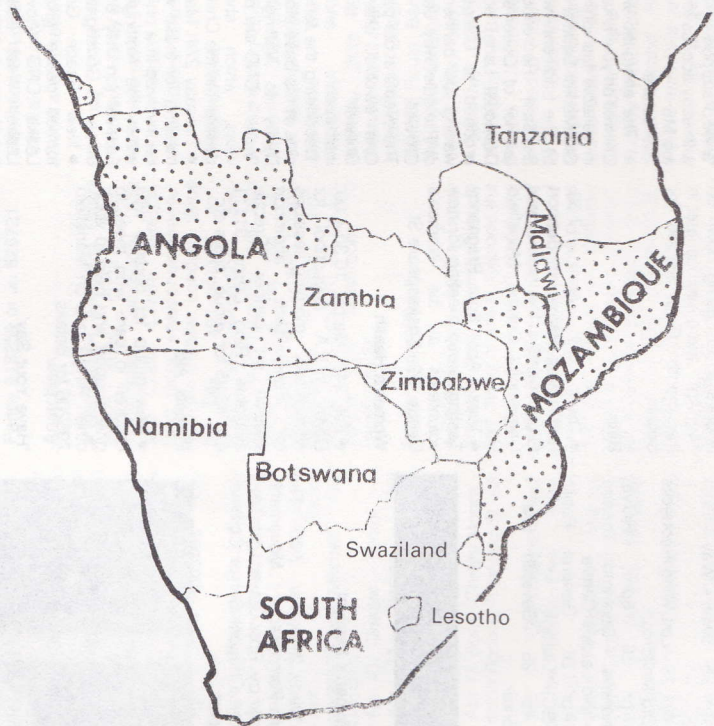 Tanzania
Malawi
ANGOLA
Zambia
MOZAMBIQUE
Zimbabwe
Namibia
Botswana
Swaziland
SOUTH
AFRICA
Lesotho